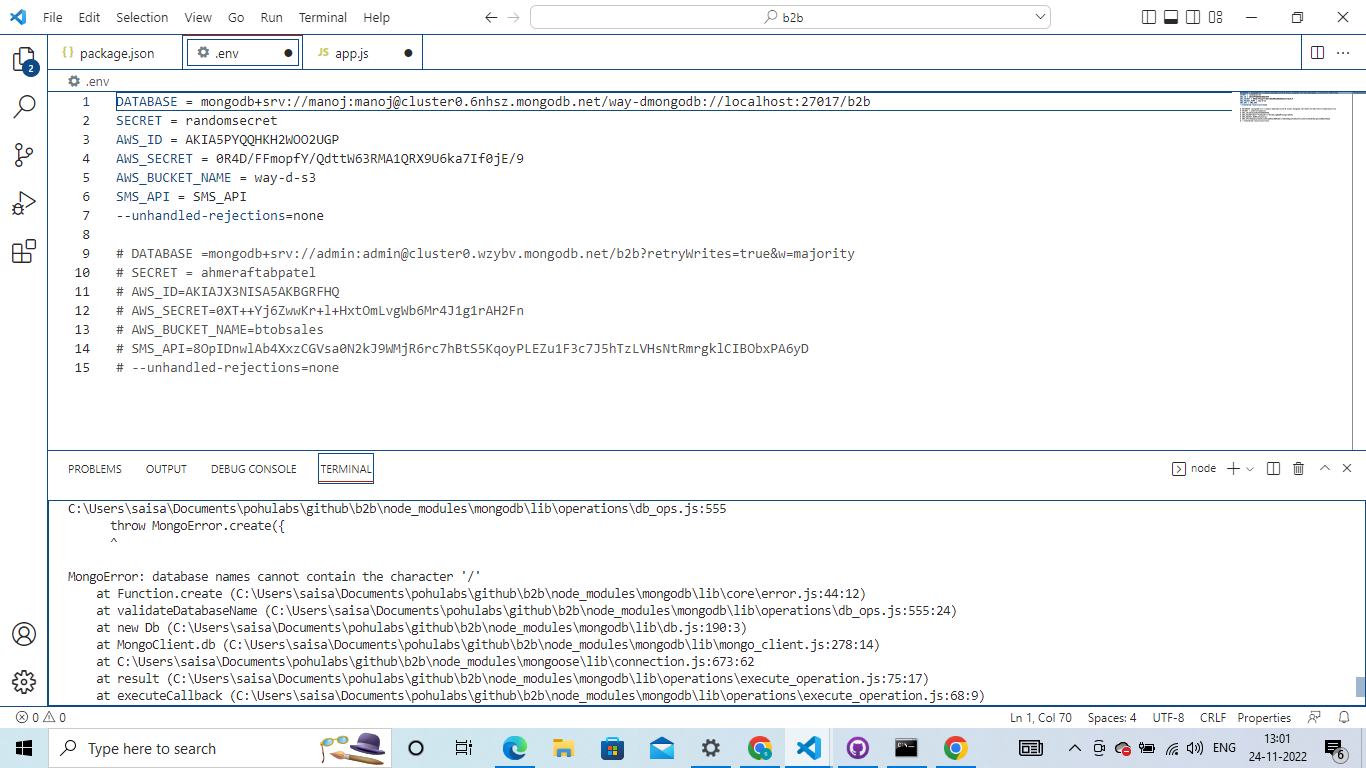 File Edit Selection View Go Run Terminal Help
b2b
package.json
.env
JS app.js
2
.env
1 DATABASE = mongodb+srv://manoj:manoj@cluster0.6nhsz.mongodb.net/way-dmongodb://localhost:27017/b2b
2 SECRET = randomsecret
3 AWS_ID = AKIA5PYQQHKH2WOO2UGP
4 AWS_SECRET = 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
5 AWS_BUCKET_NAME = way-d-s3
6 SMS_API = SMS_API
7 --unhandled-rejections=none
8
9 # DATABASE =mongodb+srv://admin:admin@cluster0.wzybv.mongodb.net/b2b?retryWrites=true&w=majority
10 # SECRET = ahmeraftabpatel
11 # AWS_ID=AKIAJX3NISA5AKBGRFHQ
12 # AWS_SECRET=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
13 # AWS_BUCKET_NAME=btobsales
14 # SMS_API=8OpIDnwlAb4XxzCGVsa0N2kJ9WMjR6rc7hBtS5KqoyPLEZu1F3c7J5hTzLVHsNtRmrgklCIBObxPA6yD
15 # --unhandled-rejections=none
PROBLEMS OUTPUT DEBUG CONSOLE TERMINAL
node
C:\Users\saisa\Documents\pohulabs\github\b2b\node_modules\mongodb\lib\operations\db_ops.js:555
throw MongoError.create({
^
MongoError: database names cannot contain the character '/'
at Function.create (C:\Users\saisa\Documents\pohulabs\github\b2b\node_modules\mongodb\lib\core\error.js:44:12)
at validateDatabaseName (C:\Users\saisa\Documents\pohulabs\github\b2b\node_modules\mongodb\lib\operations\db_ops.js:555:24)
at new Db (C:\Users\saisa\Documents\pohulabs\github\b2b\node_modules\mongodb\lib\db.js:190:3)
at MongoClient.db (C:\Users\saisa\Documents\pohulabs\github\b2b\node_modules\mongodb\lib\mongo_client.js:278:14)
at C:\Users\saisa\Documents\pohulabs\github\b2b\node_modules\mongoose\lib\connection.js:673:62
at result (C:\Users\saisa\Documents\pohulabs\github\b2b\node_modules\mongodb\lib\operations\execute_operation.js:75:17)
at executeCallback (C:\Users\saisa\Documents\pohulabs\github\b2b\node_modules\mongodb\lib\operations\execute_operation.js:68:9)
0 0
Ln 1, Col 70 Spaces: 4 UTF-8 CRLF Properties
Type here to search
ENG
13:01
24-11-2022
6